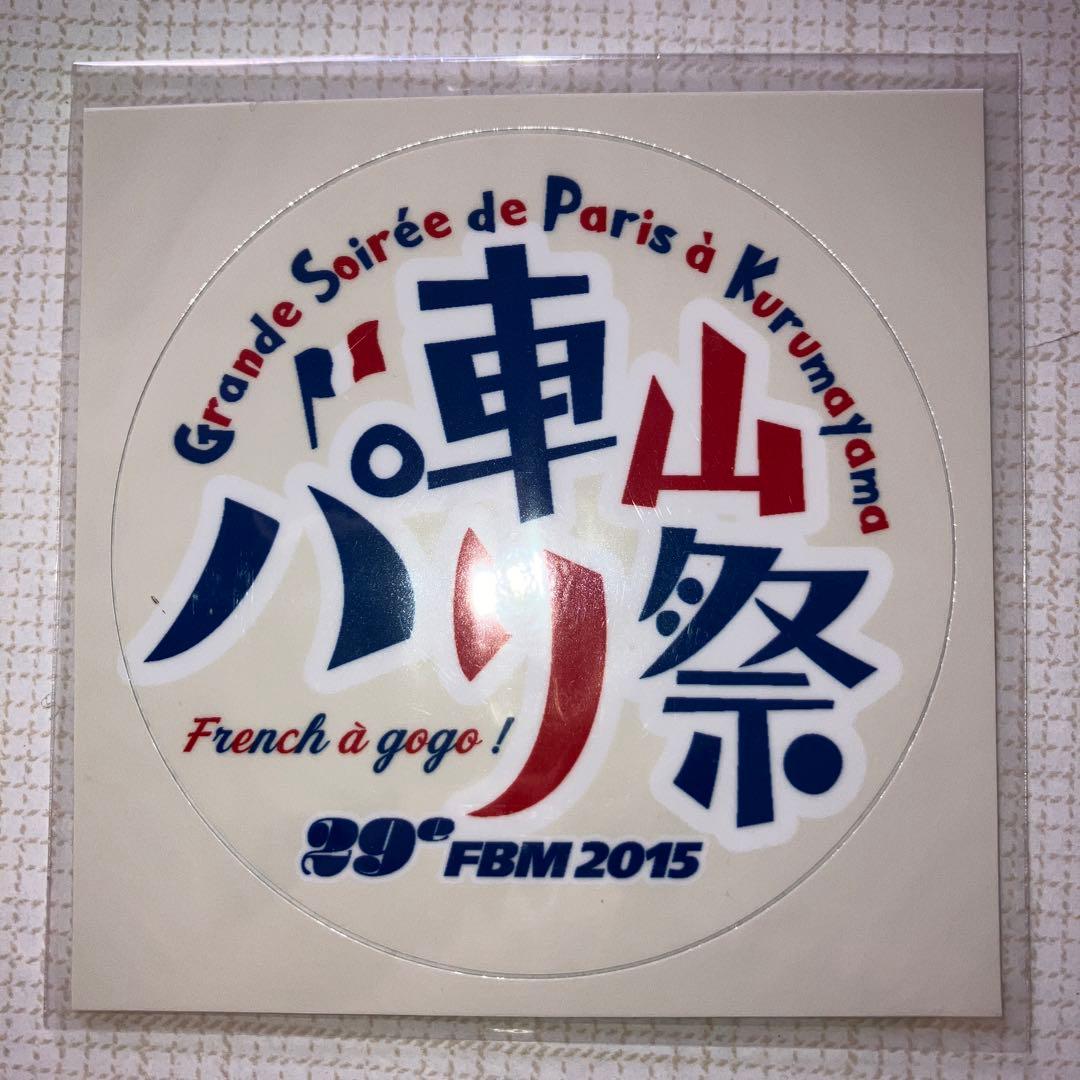 Grande Soirée de Paris à Kurumayama
車山
パリ祭
French à gogo !
29e FBM 2015